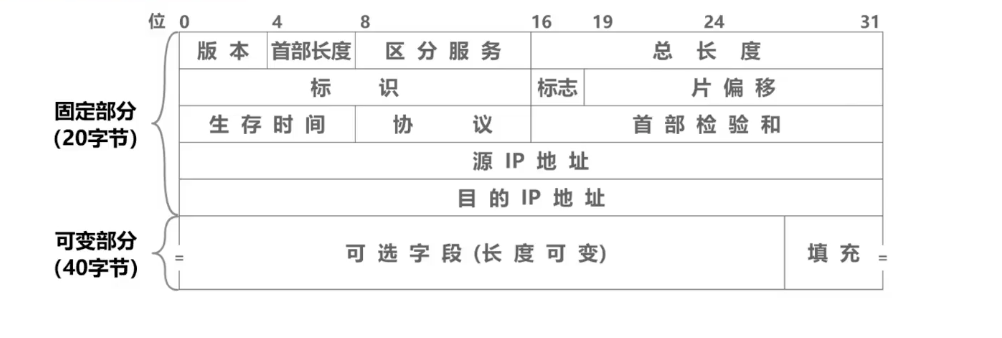 位 0 4 8 16 19 24 31
版本 首部长度 区分服务 总长度
标识 标志 片偏移
固定部分
(20字节)
生存时间 协议 首部检验和
源 IP 地址
目的 IP 地址
可变部分
(40字节)
可选字段 (长度可变) 填充